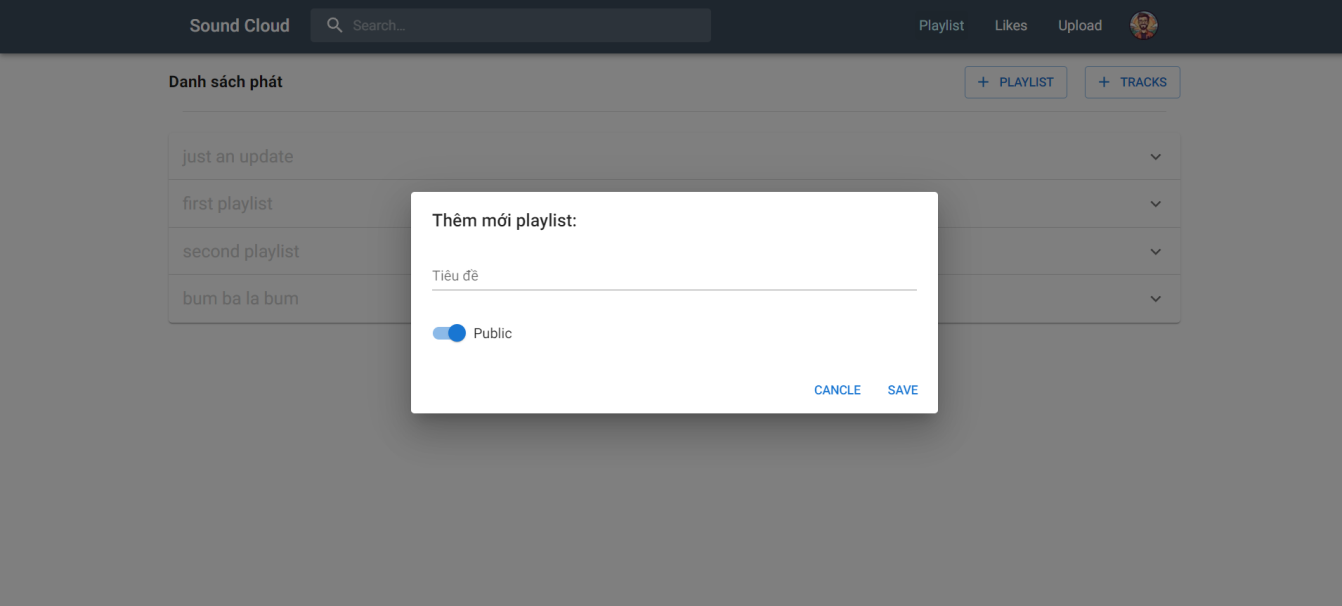 Sound Cloud Search... Playlist Likes Upload
Danh sách phát + PLAYLIST + TRACKS
just an update
first playlist
second playlist
bum ba la bum
Thêm mới playlist:
Tiêu đề
Public
CANCLE SAVE